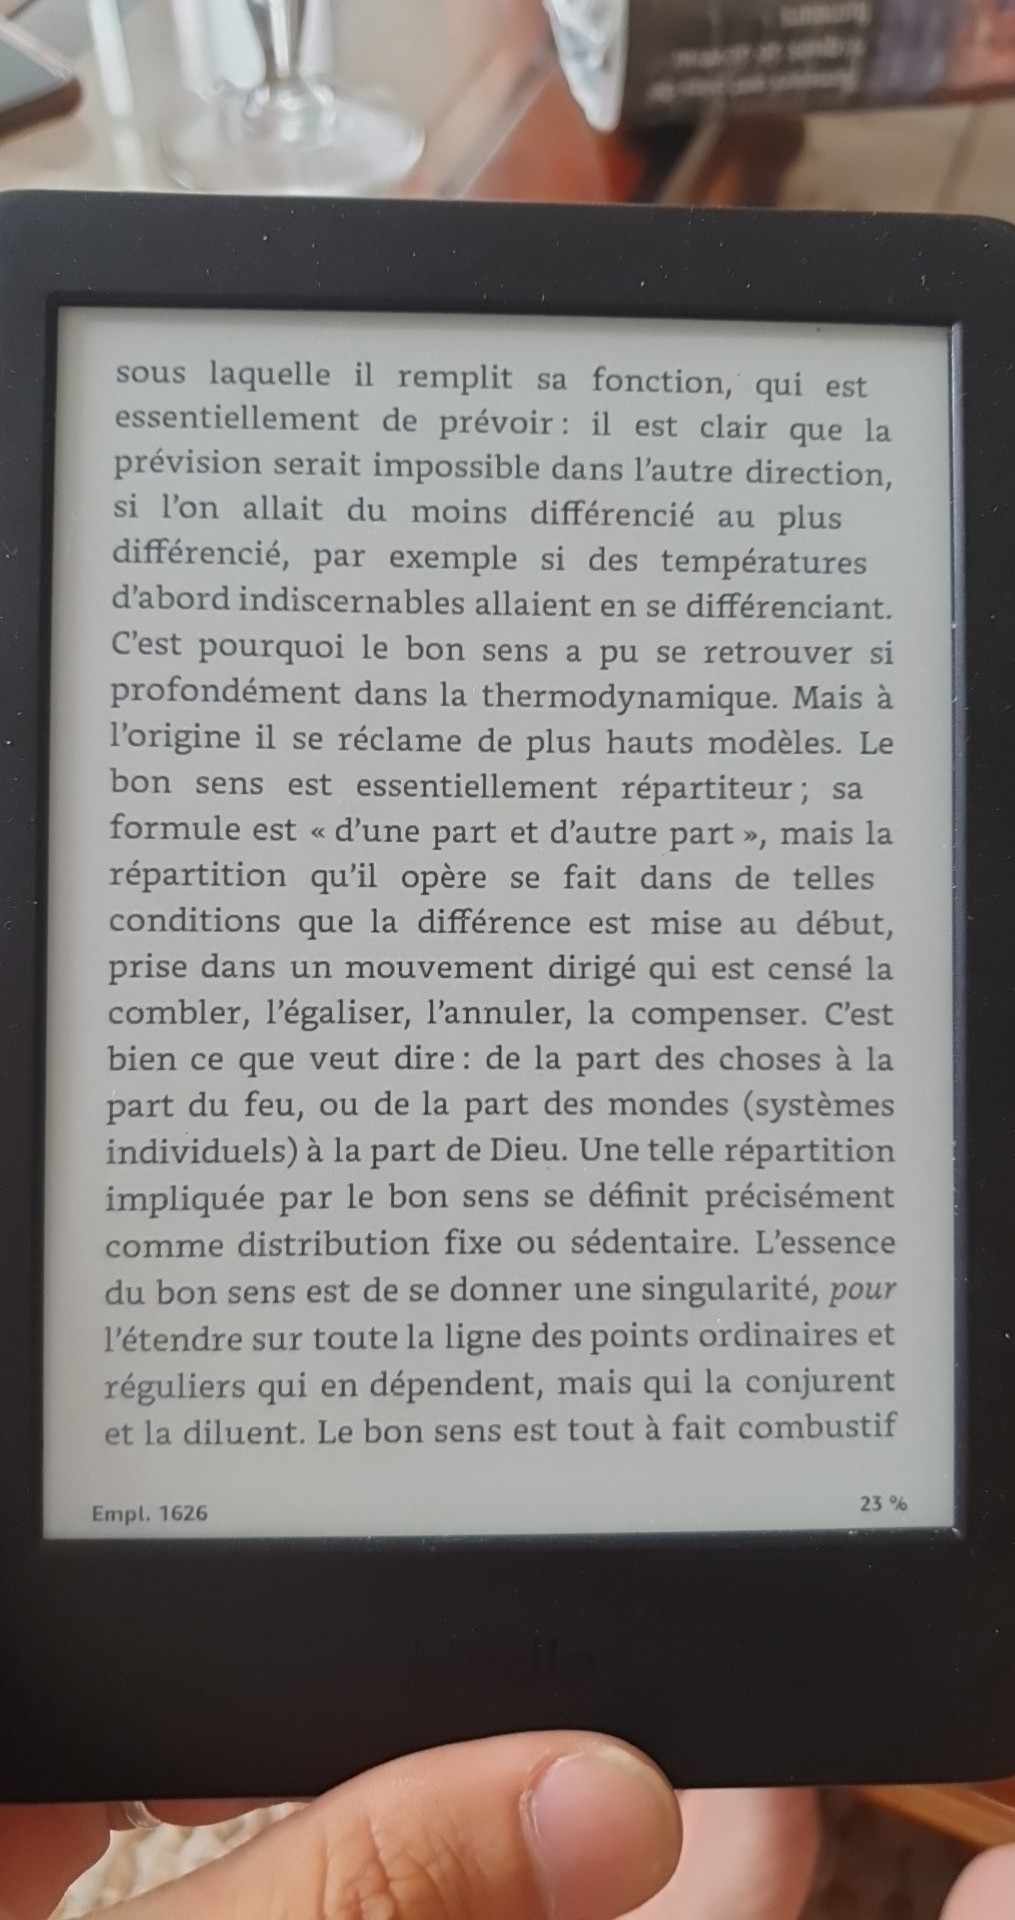 sous laquelle il remplit sa fonction, qui est
essentiellement de prévoir : il est clair que la
prévision serait impossible dans l'autre direction,
si l'on allait du moins différencié au plus
différencié, par exemple si des températures
d'abord indiscernables allaient en se différenciant.
C'est pourquoi le bon sens a pu se retrouver si
profondément dans la thermodynamique. Mais à
l'origine il se réclame de plus hauts modèles. Le
bon sens est essentiellement répartiteur ; sa
formule est « d'une part et d'autre part », mais la
répartition qu'il opère se fait dans de telles
conditions que la différence est mise au début,
prise dans un mouvement dirigé qui est censé la
combler, l'égaliser, l'annuler, la compenser. C'est
bien ce que veut dire : de la part des choses à la
part du feu, ou de la part des mondes (systèmes
individuels) à la part de Dieu. Une telle répartition
impliquée par le bon sens se définit précisément
comme distribution fixe ou sédentaire. L'essence
du bon sens est de se donner une singularité, pour
l'étendre sur toute la ligne des points ordinaires et
réguliers qui en dépendent, mais qui la conjurent
et la diluent. Le bon sens est tout à fait combustif
Empl. 1626
23 %